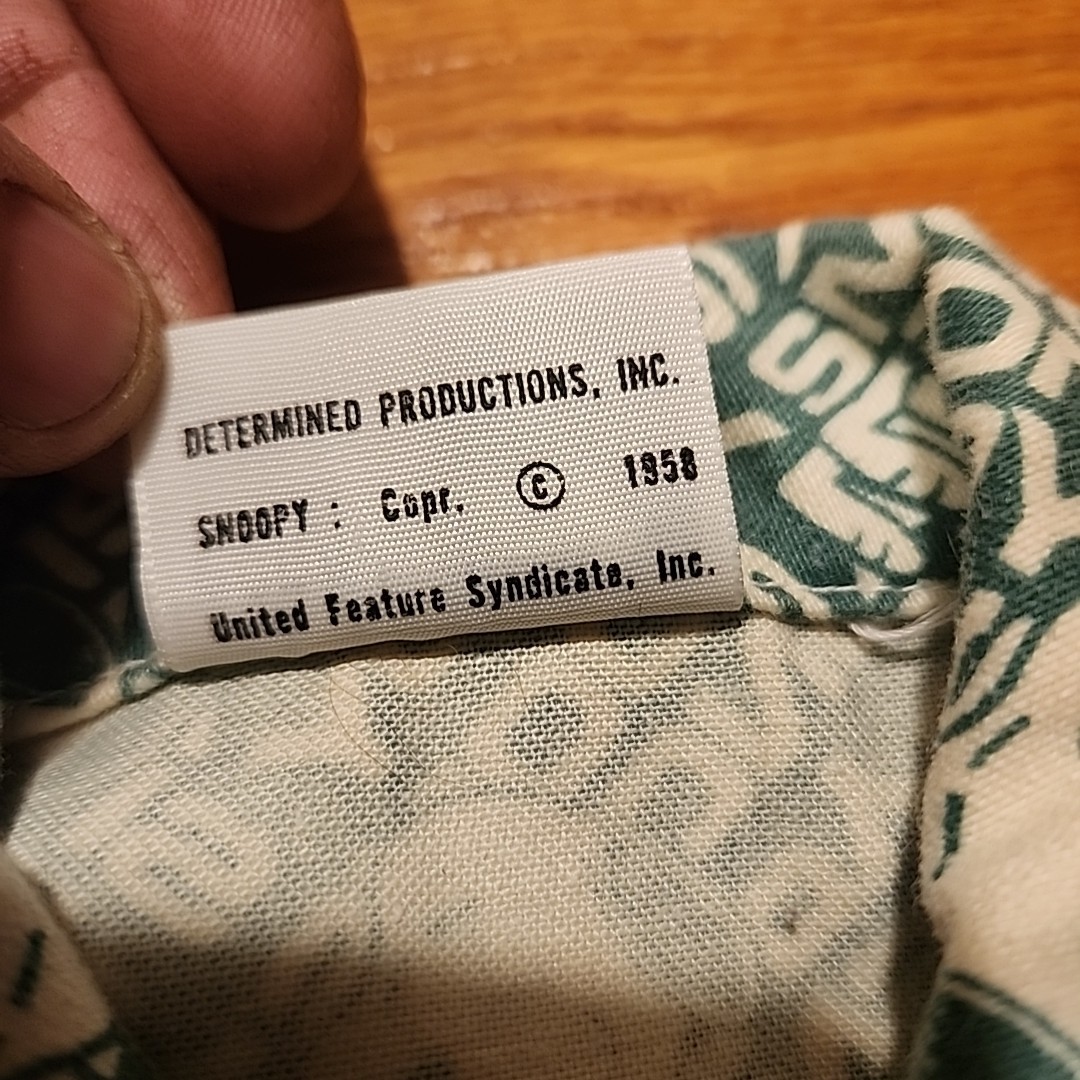 DETERMINED PRODUCTIONS, INC.
SNOOPY : Copr. © 1958
United Feature Syndicate, Inc.